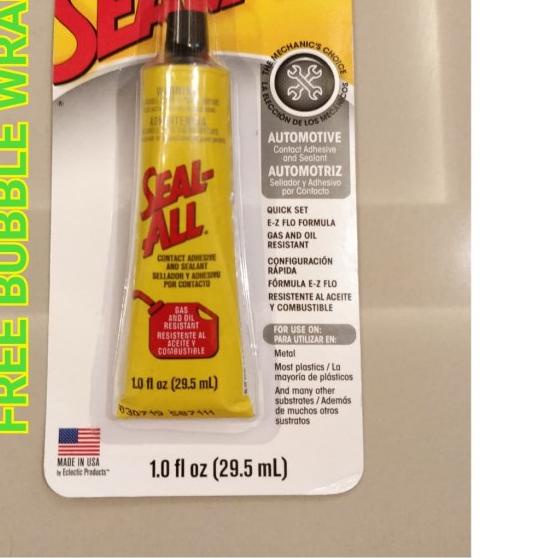 FREE BUBBLE WRA
SEAL-
THE MECHANIC'S CHOICE
LA ELECCIÓN DE LOS MECÁNICOS
AUTOMOTIVE
Contact Adhesive
and Sealant
AUTOMOTRIZ
Sellador y Adhesivo
por Contacto
QUICK SET
E-Z FLO FORMULA
GAS AND OIL
RESISTANT
CONFIGURACIÓN
RÁPIDA
FÓRMULA E-Z FLO
RESISTENTE AL ACEITE
Y COMBUSTIBLE
FOR USE ON:
PARA UTILIZAR EN:
Metal
Most plastics / La
mayoría de plásticos
And many other
substrates / Además
de muchos otros
sustratos
WARNING
ADVERTENCIA
SEAL-
ALL®
CONTACT ADHESIVE
AND SEALANT
SELLADOR Y ADHESIVO
POR CONTACTO
GAS
AND OIL
RESISTANT
RESISTENTE AL
ACEITE Y
COMBUSTIBLE
1.0 fl oz (29.5 mL)
030719 587111
MADE IN USA
by Eclectic Products™
1.0 fl oz (29.5 mL)